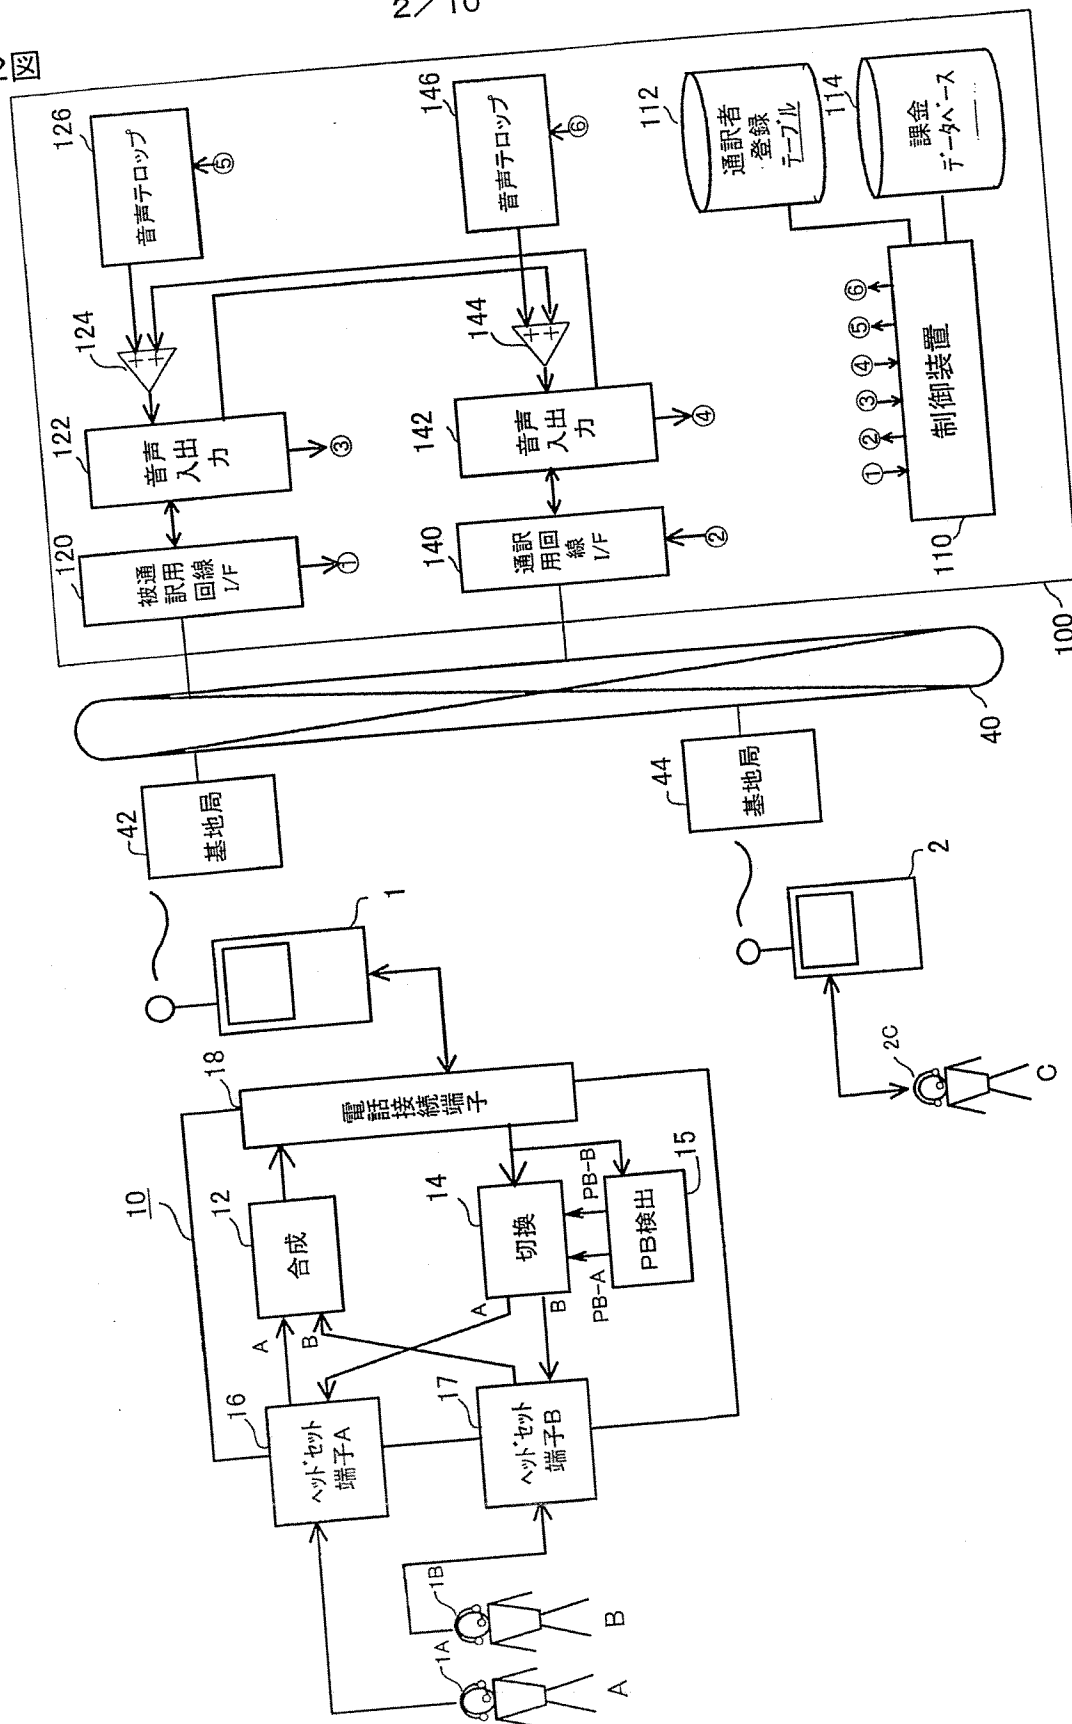 2/10
図
126
音声テロップ
⑤
146
音声テロップ
⑥
112
通訳者
登録
テーブル
114
課金
データベース
124
144
122
音声
入出
力
③
142
音声
入出
力
④
①
②
③
④
⑤
⑥
制御装置
110
120
被通
訳用
回線
I/F
①
140
通訳
用回
線
I/F
②
100
40
42
基地局
44
基地局
1
2
2C
C
18
電話接続端子
10
12
合成
A
B
14
切換
A
B
PB-A
PB-B
15
PB検出
16
ヘッドセット
端子A
17
ヘッドセット
端子B
1A
A
1B
B